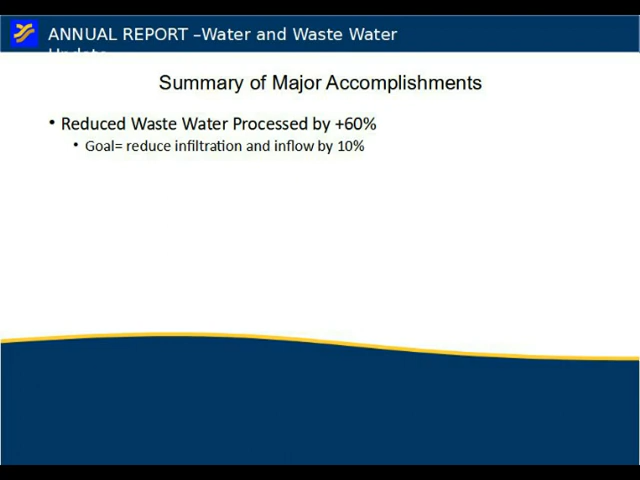 ANNUAL REPORT –Water and Waste Water
Update
Summary of Major Accomplishments
• Reduced Waste Water Processed by +60%
• Goal= reduce infiltration and inflow by 10%